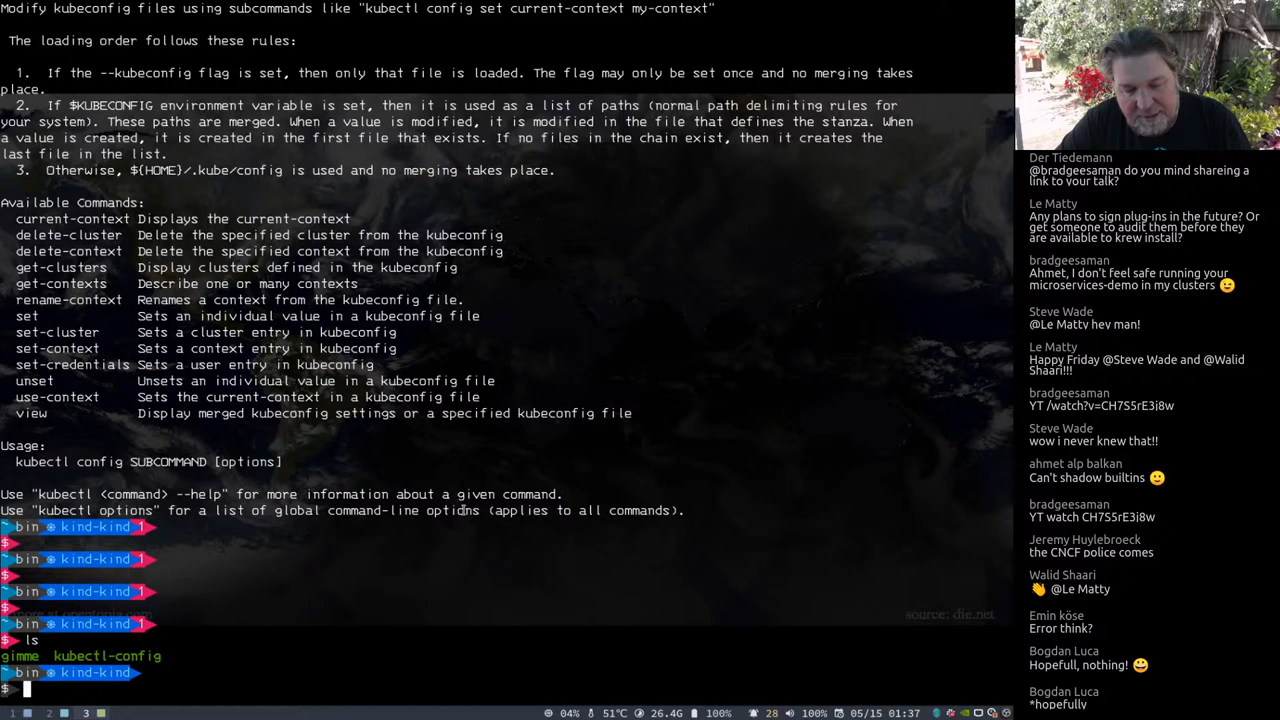 Modify kubeconfig files using subcommands like "kubectl config set current-context my-context"
The loading order follows these rules:
1. If the --kubeconfig flag is set, then only that file is loaded. The flag may only be set once and no merging takes
place.
2. If $KUBECONFIG environment variable is set, then it is used as a list of paths (normal path delimiting rules for
your system). These paths are merged. When a value is modified, it is modified in the file that defines the stanza. When
a value is created, it is created in the first file that exists. If no files in the chain exist, then it creates the
last file in the list.
3. Otherwise, ${HOME}/.kube/config is used and no merging takes place.
Available Commands:
current-context Displays the current-context
delete-cluster Delete the specified cluster from the kubeconfig
delete-context Delete the specified context from the kubeconfig
get-clusters Display clusters defined in the kubeconfig
get-contexts Describe one or many contexts
rename-context Renames a context from the kubeconfig file.
set Sets an individual value in a kubeconfig file
set-cluster Sets a cluster entry in kubeconfig
set-context Sets a context entry in kubeconfig
set-credentials Sets a user entry in kubeconfig
unset Unsets an individual value in a kubeconfig file
use-context Sets the current-context in a kubeconfig file
view Display merged kubeconfig settings or a specified kubeconfig file
Usage:
kubectl config SUBCOMMAND [options]
Use "kubectl <command> --help" for more information about a given command.
Use "kubectl options" for a list of global command-line options (applies to all commands).
~ bin ⎈ kind-kind 1
$
~ bin ⎈ kind-kind 1
$
~ bin ⎈ kind-kind 1
$
more at opentopia.com
source: die.net
~ bin ⎈ kind-kind 1
$ ls
gimme kubectl-config
~ bin ⎈ kind-kind
$
1 2 3
04% 51°C 26.4G 100% 28 100% 05/15 01:37
Der Tiedemann
@bradgeesaman do you mind shareing a
link to your talk?
Le Matty
Any plans to sign plug-ins in the future? Or
get someone to audit them before they
are available to krew install?
bradgeesaman
Ahmet, I don't feel safe running your
microservices-demo in my clusters 😉
Steve Wade
@Le Matty hey man!
Le Matty
Happy Friday @Steve Wade and @Walid
Shaari!!!
bradgeesaman
YT /watch?v=CH7S5rE3j8w
Steve Wade
wow i never knew that!!
ahmet alp balkan
Can't shadow builtins 🙂
bradgeesaman
YT watch CH7S5rE3j8w
Jeremy Huylebroeck
the CNCF police comes
Walid Shaari
👋 @Le Matty
Emin köse
Error think?
Bogdan Luca
Hopefull, nothing! 😀
Bogdan Luca
*hopefully